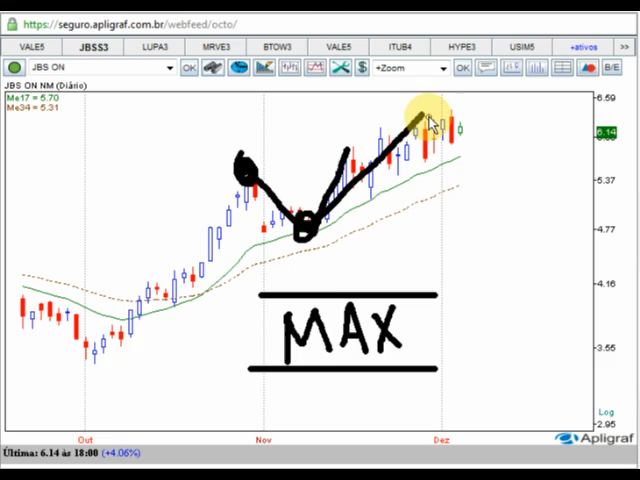 https://seguro.apligraf.com.br/webfeed/octo/
VALE5 JBSS3 LUPA3 MRVE3 BTOW3 VALE5 ITUB4 HYPE3 USIM5 +ativos >>
JBS ON OK $ +Zoom OK B/E
JBS ON NM (Diário)
Me17 = 5.70
Me34 = 5.31
6.59
6.14
5.37
4.77
4.16
MAX
3.55
Log
2.95
Out Nov Dez
Apligraf
Última: 6.14 às 18:00 (+4.06%)